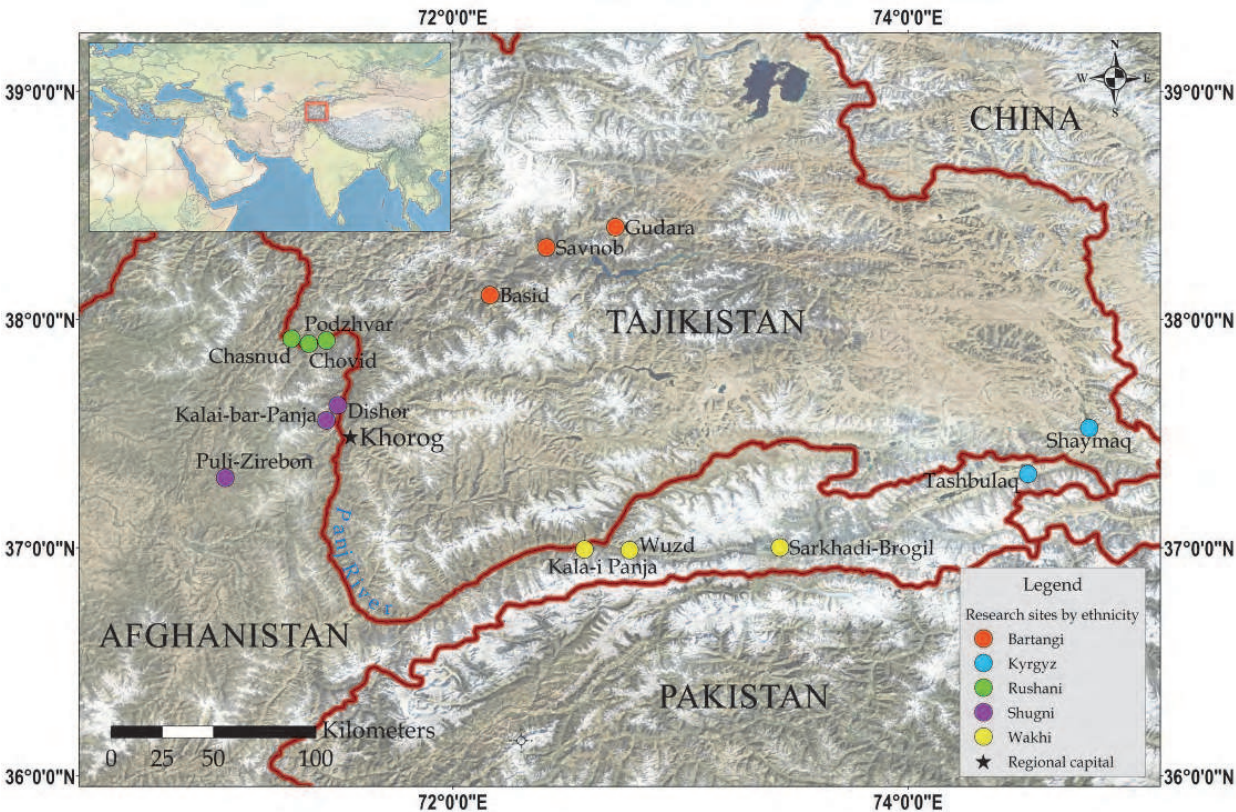 72°0'0"E
74°0'0"E
39°0'0"N
39°0'0"N
N
W
E
S
CHINA
Gudara
Savnob
Basid
38°0'0"N
38°0'0"N
TAJIKISTAN
Podzhvar
Chasnud
Chovid
Kalai-bar-Panja
Dishor
Khorog
Shaymaq
Puli-Zirebon
Tashbulaq
Panj River
37°0'0"N
37°0'0"N
Wuzd
Sarkhadi-Brogil
Kala-i Panja
AFGHANISTAN
PAKISTAN
Legend
Research sites by ethnicity
Bartangi
Kyrgyz
Rushani
Shugni
Wakhi
Regional capital
Kilometers
0 25 50 100
36°0'0"N
36°0'0"N
72°0'0"E
74°0'0"E